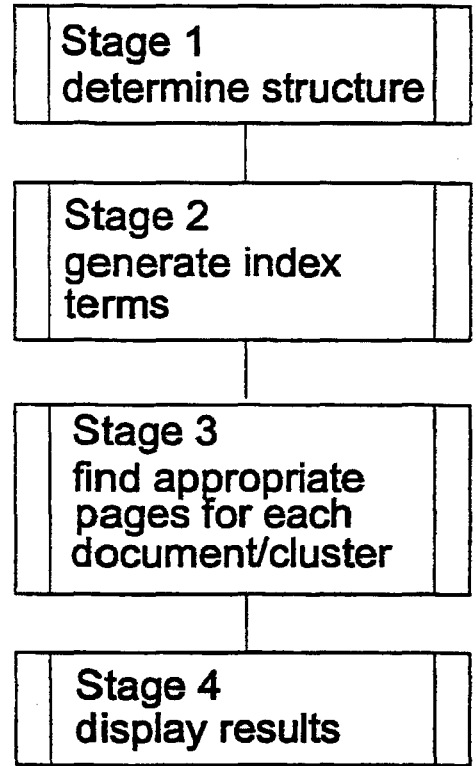 Stage 1
determine structure
Stage 2
generate index
terms
Stage 3
find appropriate
pages for each
document/cluster
Stage 4
display results